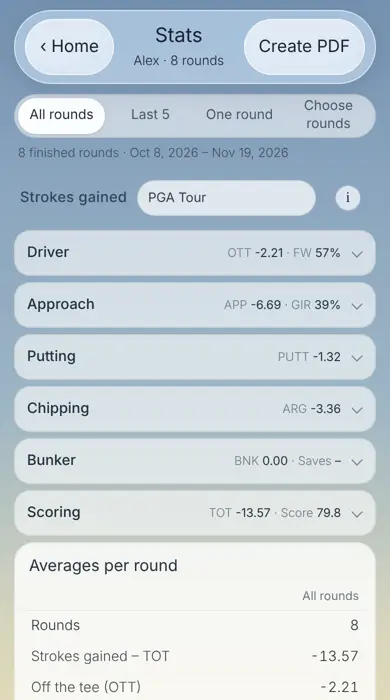 ‹ Home
Stats
Alex · 8 rounds
Create PDF
All rounds
Last 5
One round
Choose rounds
8 finished rounds · Oct 8, 2026 – Nov 19, 2026
Strokes gained
PGA Tour
i
Driver
OTT -2.21 · FW 57%
Approach
APP -6.69 · GIR 39%
Putting
PUTT -1.32
Chipping
ARG -3.36
Bunker
BNK 0.00 · Saves –
Scoring
TOT -13.57 · Score 79.8
Averages per round
All rounds
Rounds
8
Strokes gained – TOT
-13.57
Off the tee (OTT)
-2.21